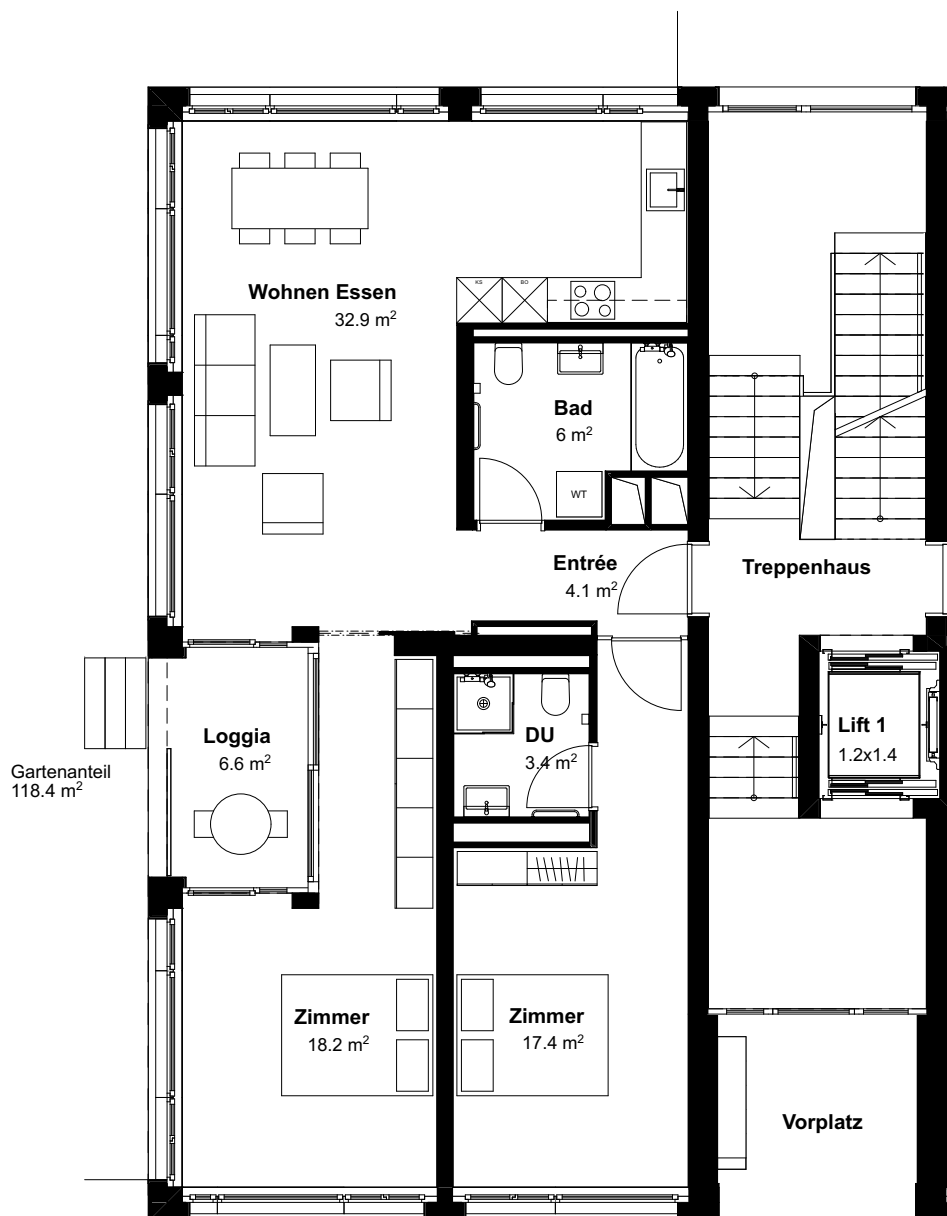 KS
BO
Wohnen Essen
32.9 m²
Bad
6 m²
WT
Entrée
4.1 m²
Treppenhaus
Loggia
6.6 m²
DU
3.4 m²
Lift 1
1.2x1.4
Gartenanteil
118.4 m²
Zimmer
18.2 m²
Zimmer
17.4 m²
Vorplatz